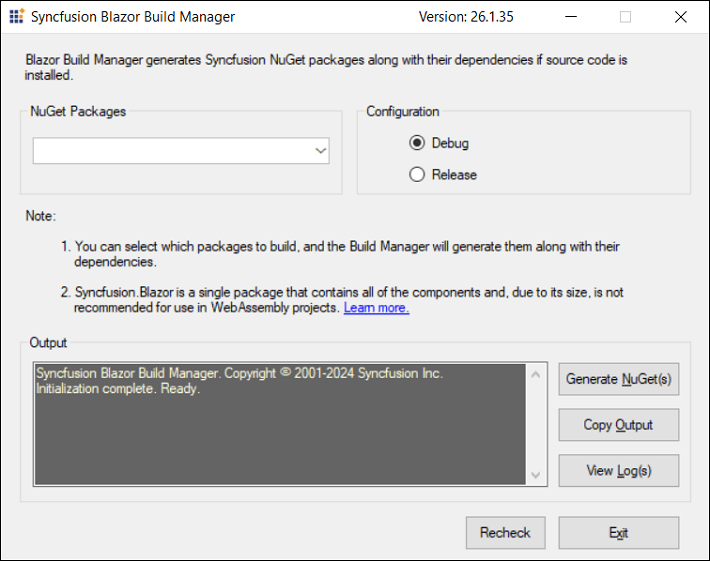 Syncfusion Blazor Build Manager Version: 26.1.35
Blazor Build Manager generates Syncfusion NuGet packages along with their dependencies if source code is
installed.
NuGet Packages
Configuration
Debug
Release
Note:
1. You can select which packages to build, and the Build Manager will generate them along with their
dependencies.
2. Syncfusion.Blazor is a single package that contains all of the components and, due to its size, is not
recommended for use in WebAssembly projects. Learn more.
Output
Syncfusion Blazor Build Manager. Copyright © 2001-2024 Syncfusion Inc.
Initialization complete. Ready.
Generate NuGet(s)
Copy Output
View Log(s)
Recheck
Exit